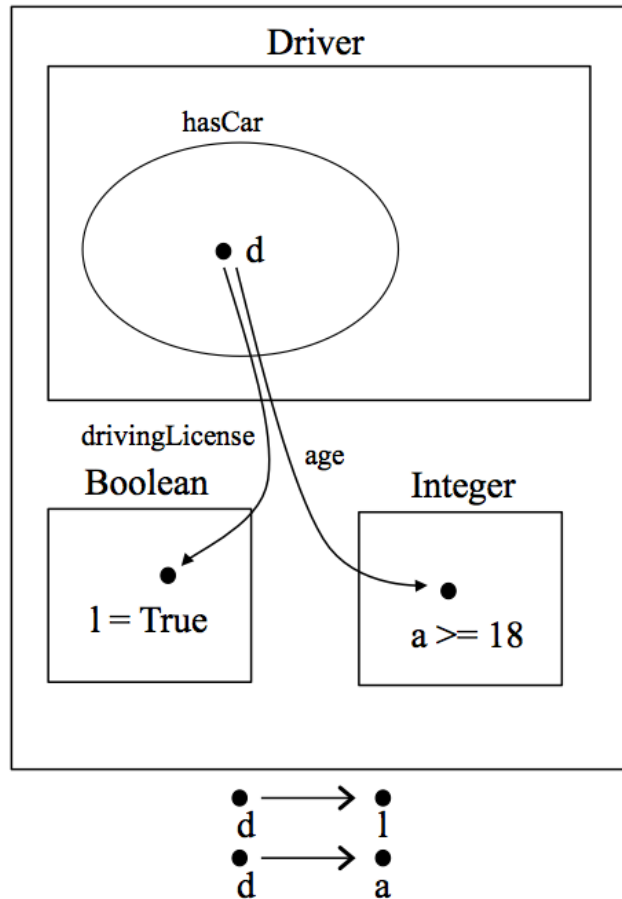 Driver
hasCar
d
drivingLicense
age
Boolean
Integer
l = True
a >= 18
d l
d a